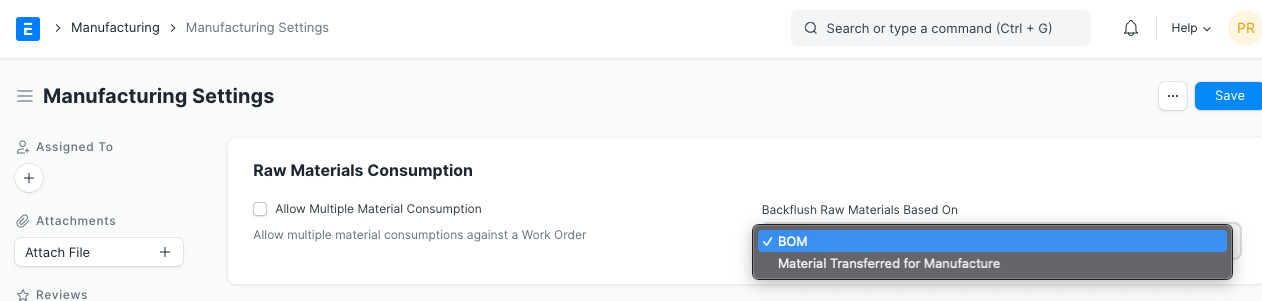 E
Manufacturing
Manufacturing Settings
Search or type a command (Ctrl + G)
Help
PR
Manufacturing Settings
...
Save
Assigned To
+
Raw Materials Consumption
Allow Multiple Material Consumption
Allow multiple material consumptions against a Work Order
Backflush Raw Materials Based On
✓ BOM
Material Transferred for Manufacture
Attachments
Attach File +
Reviews